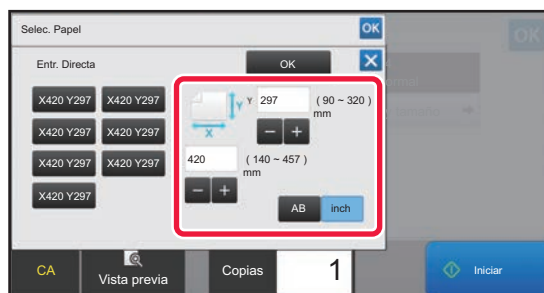 Selec. Papel
OK
OK
Entr. Directa
OK
X420 Y297
X420 Y297
X420 Y297
X420 Y297
X420 Y297
X420 Y297
X420 Y297
Y
X
Y
297
( 90 ~ 320 )
mm
420
( 140 ~ 457 )
mm
AB
inch
CA
Vista previa
Copias
1
Iniciar